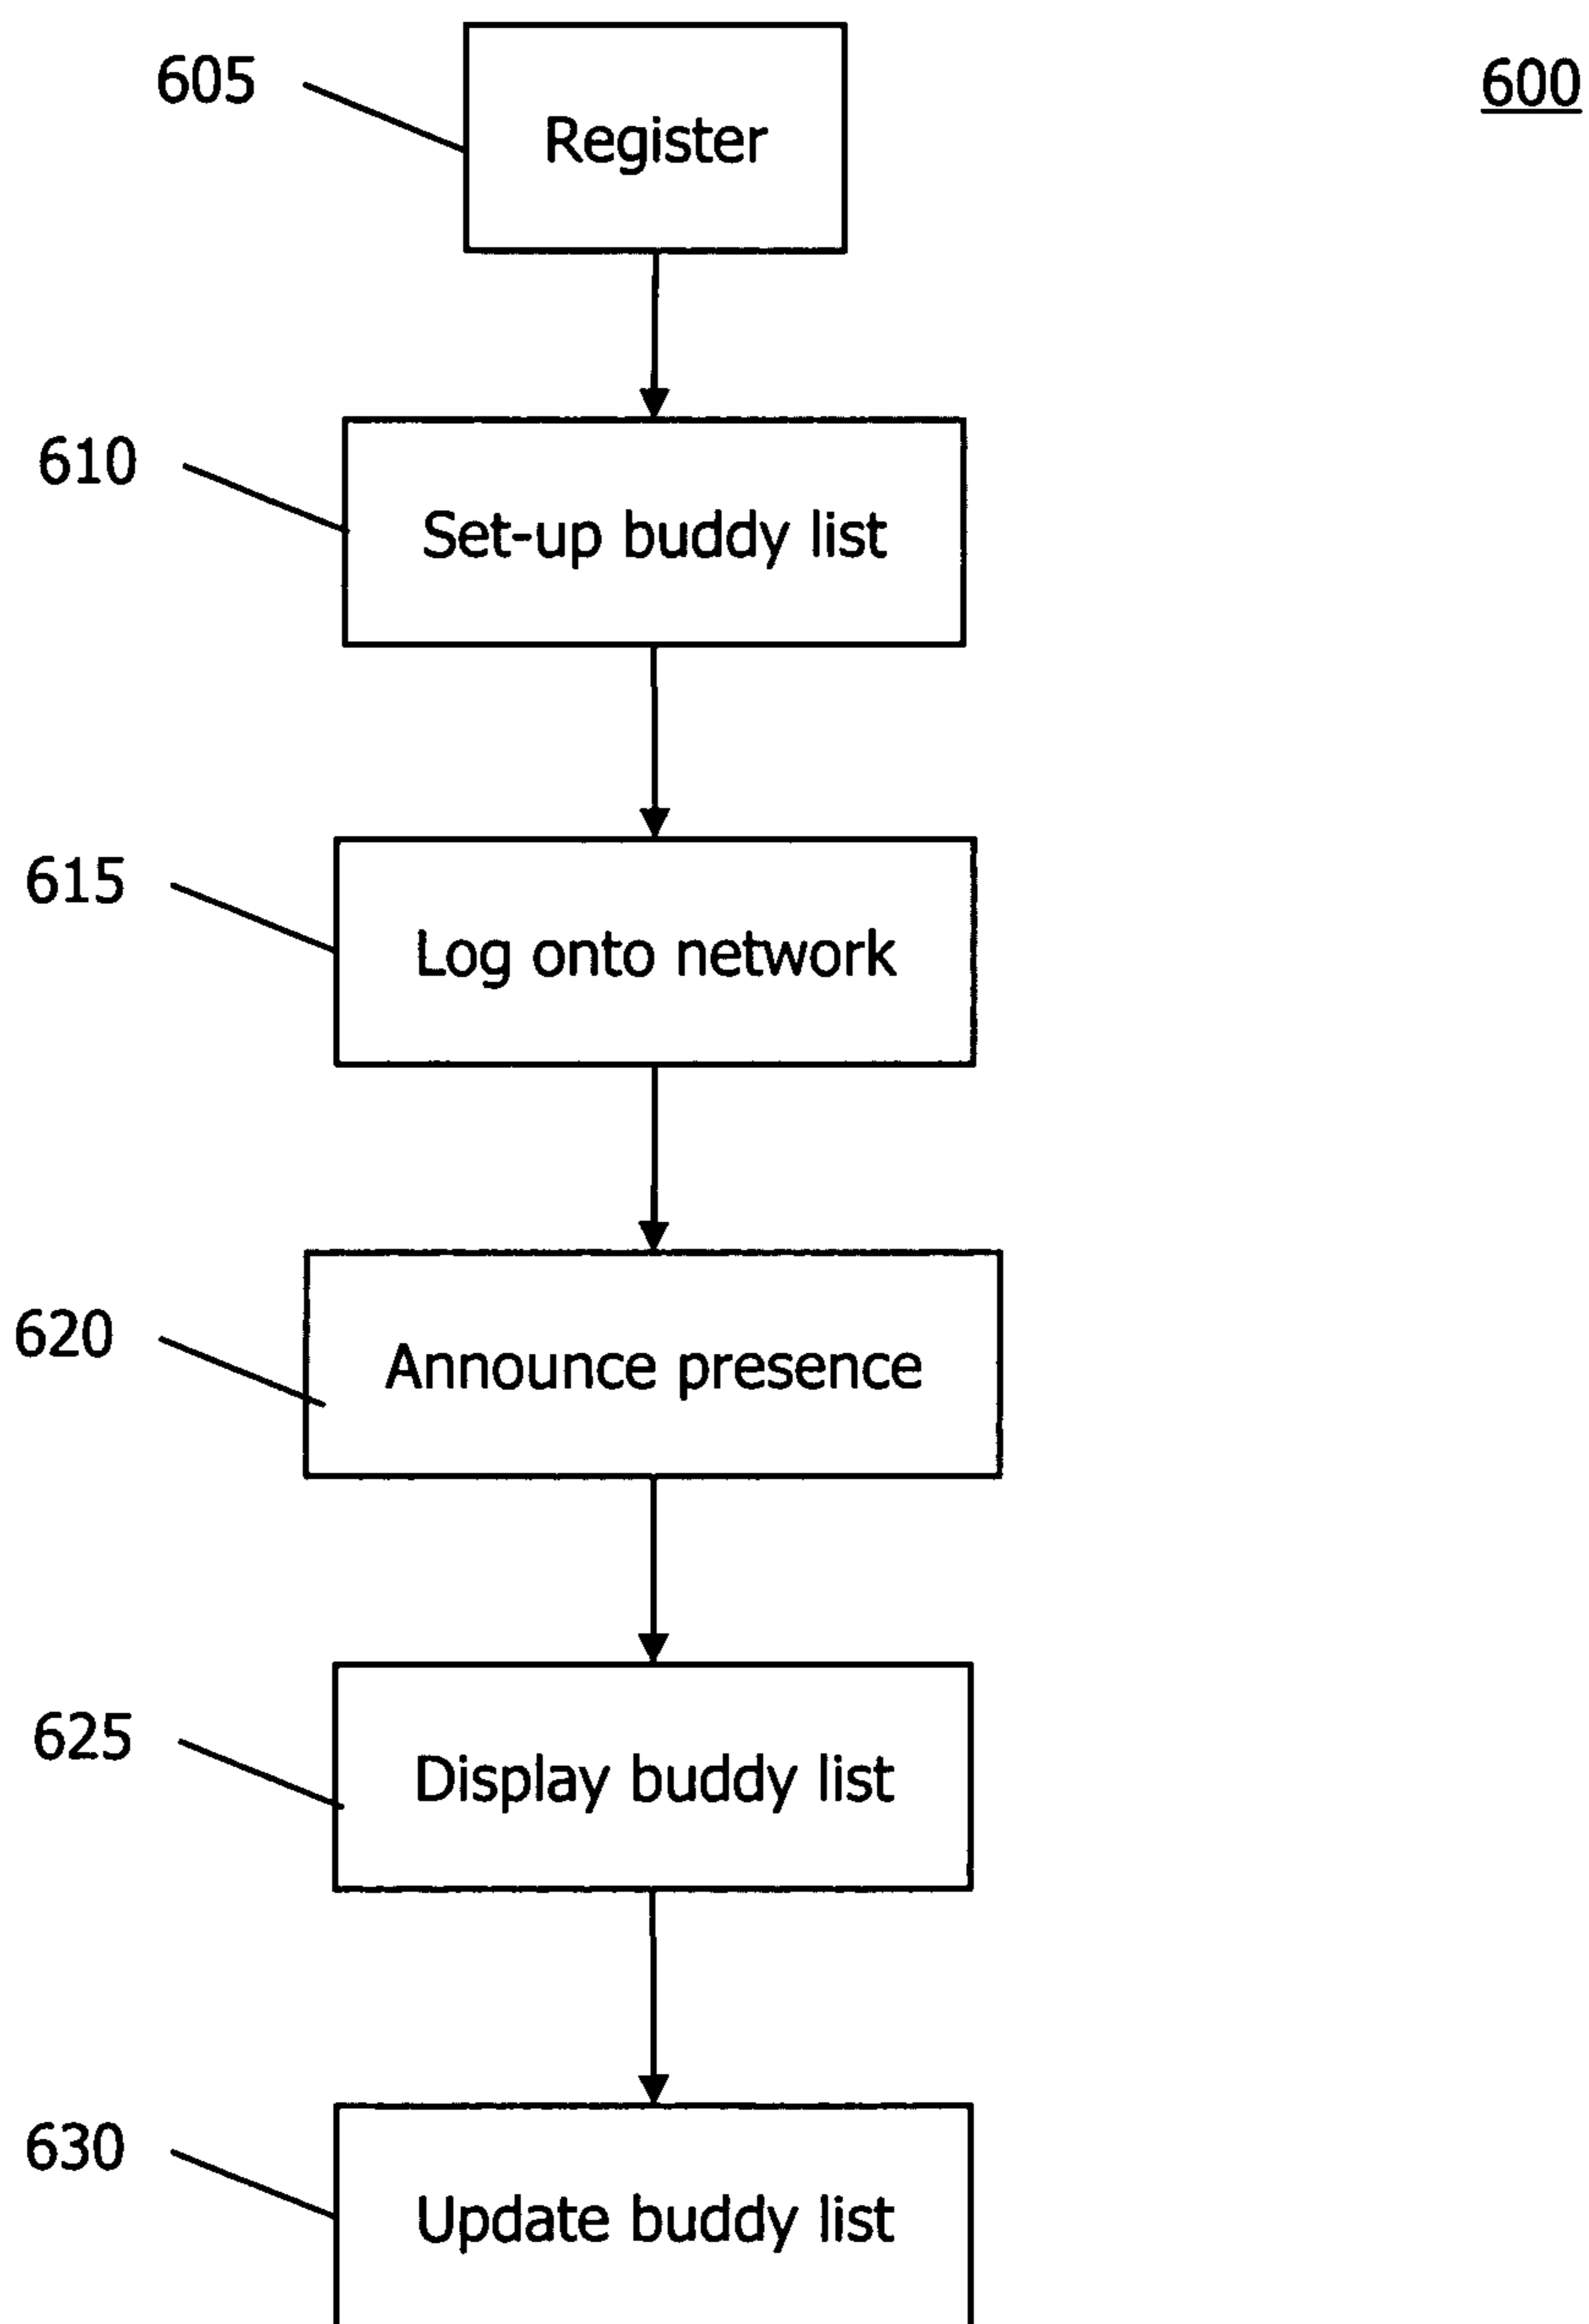 605
Register
600
610
Set-up buddy list
615
Log onto network
620
Announce presence
625
Display buddy list
630
Update buddy list